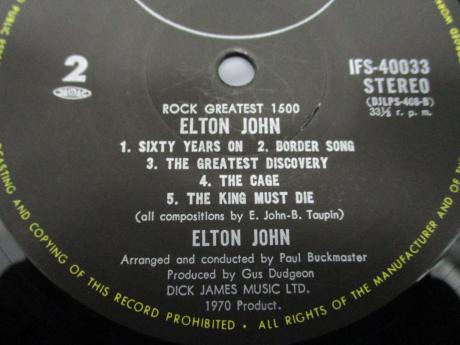 2
IFS-40033
STEREO
(DJLPS-406-B)
33⅓ r. p. m.
ROCK GREATEST 1500
ELTON JOHN
1. SIXTY YEARS ON 2. BORDER SONG
3. THE GREATEST DISCOVERY
4. THE CAGE
5. THE KING MUST DIE
(all compositions by E. John-B. Taupin)
ELTON JOHN
Arranged and conducted by Paul Buckmaster
Produced by Gus Dudgeon
DICK JAMES MUSIC LTD.
1970 Product.
AND COPYING OF THIS RECORD PROHIBITED • ALL RIGHTS OF THE MANUFACTURER AND OF